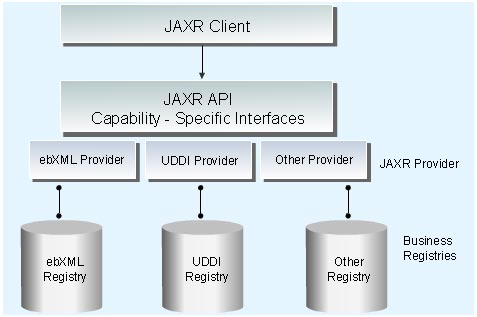 JAXR Client
JAXR API
Capability - Specific Interfaces
ebXML Provider
UDDI Provider
Other Provider
JAXR Provider
ebXML
Registry
UDDI
Registry
Other
Registry
Business
Registries